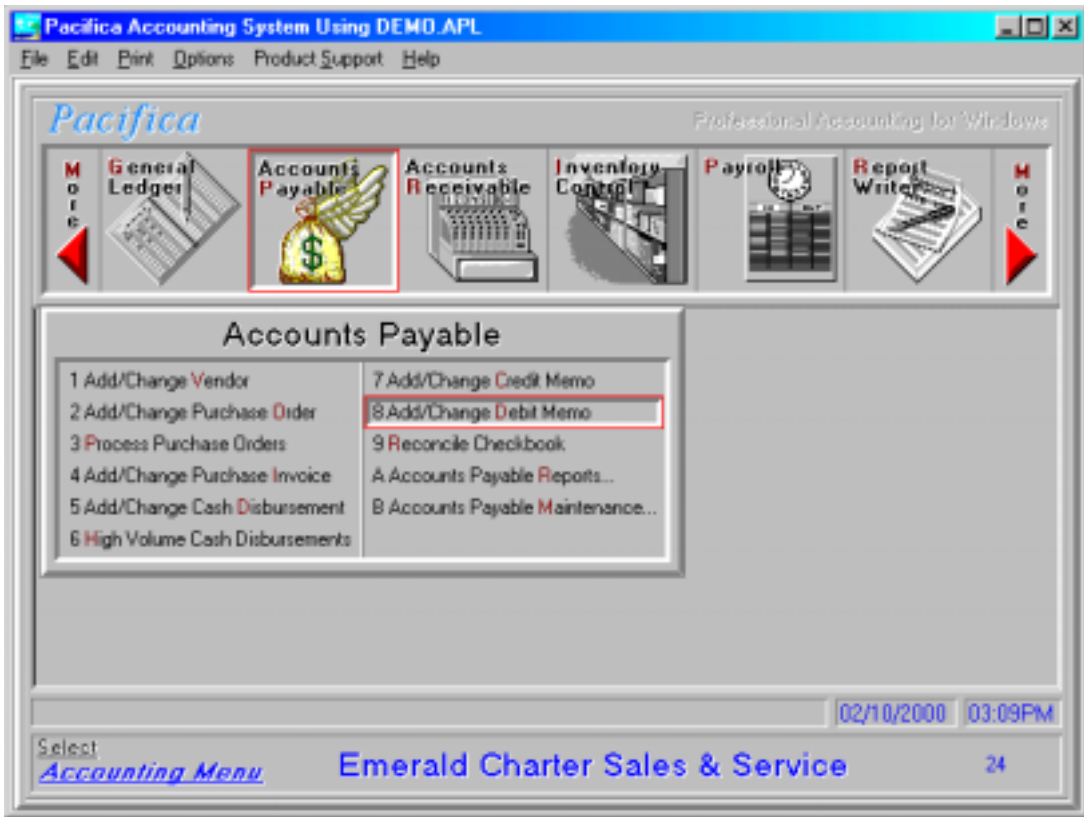 Pacifica Accounting System Using DEMO.APL
File Edit Print Options Product Support Help
Pacifica
Professional Accounting for Windows
More
General Ledger
Accounts Payable
Accounts Receivable
Inventory Control
Payroll
Report Writer
More
Accounts Payable
1 Add/Change Vendor
2 Add/Change Purchase Order
3 Process Purchase Orders
4 Add/Change Purchase Invoice
5 Add/Change Cash Disbursement
6 High Volume Cash Disbursements
7 Add/Change Credit Memo
8 Add/Change Debit Memo
9 Reconcile Checkbook
A Accounts Payable Reports...
B Accounts Payable Maintenance...
02/10/2000 03:09PM
Select
Accounting Menu
Emerald Charter Sales & Service
24